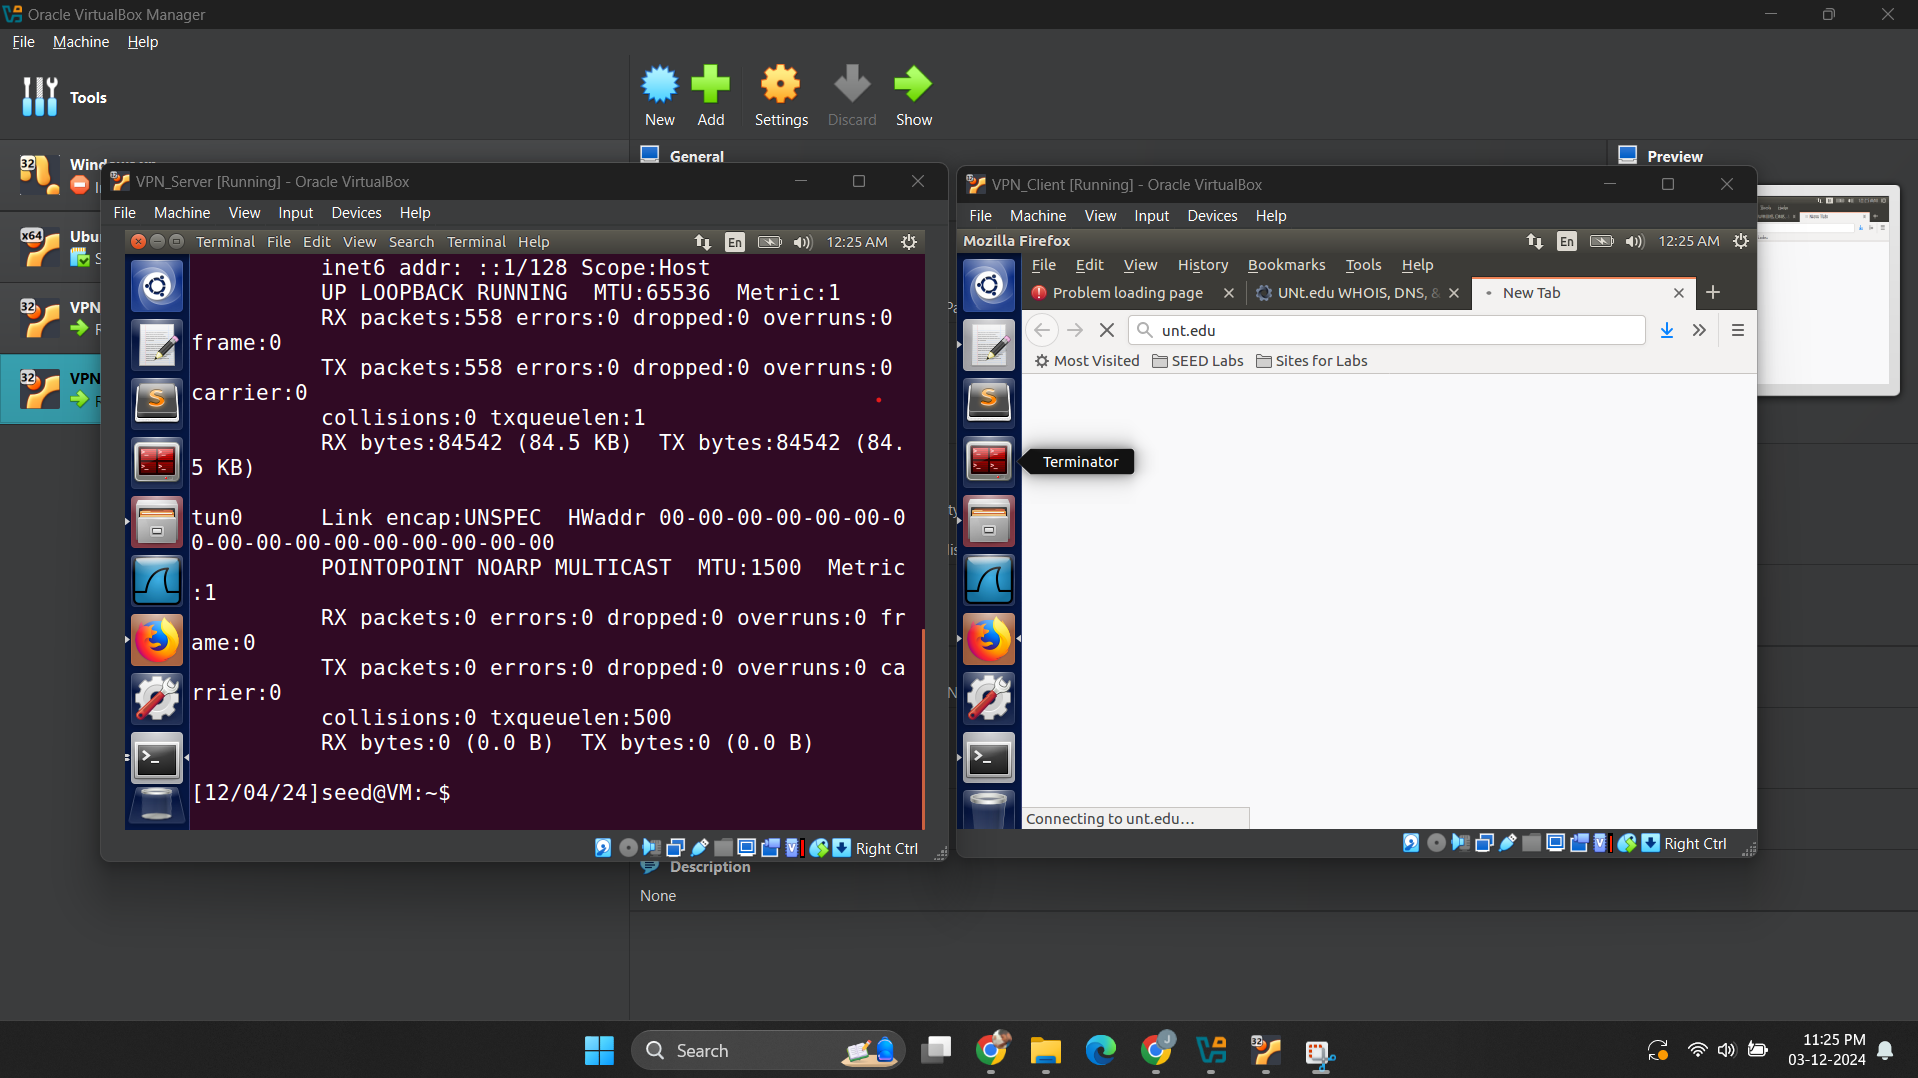 Oracle VirtualBox Manager
File Machine Help
Tools
New Add Settings Discard Show
General
Preview
32
x64
Ubu
32
VPN
32
VPN
VPN_Server [Running] - Oracle VirtualBox
File Machine View Input Devices Help
Terminal File Edit View Search Terminal Help En 12:25 AM
inet6 addr: ::1/128 Scope:Host
UP LOOPBACK RUNNING  MTU:65536  Metric:1
RX packets:558 errors:0 dropped:0 overruns:0
frame:0
TX packets:558 errors:0 dropped:0 overruns:0
carrier:0
collisions:0 txqueuelen:1
RX bytes:84542 (84.5 KB)  TX bytes:84542 (84.
5 KB)
tun0      Link encap:UNSPEC  HWaddr 00-00-00-00-00-00-0
0-00-00-00-00-00-00-00-00-00
POINTOPOINT NOARP MULTICAST  MTU:1500  Metric
:1
RX packets:0 errors:0 dropped:0 overruns:0 fr
ame:0
TX packets:0 errors:0 dropped:0 overruns:0 ca
rrier:0
collisions:0 txqueuelen:500
RX bytes:0 (0.0 B)  TX bytes:0 (0.0 B)
[12/04/24]seed@VM:~$
Right Ctrl
VPN_Client [Running] - Oracle VirtualBox
File Machine View Input Devices Help
Mozilla Firefox En 12:25 AM
File Edit View History Bookmarks Tools Help
Problem loading page UNt.edu WHOIS, DNS, & New Tab
unt.edu
Most Visited SEED Labs Sites for Labs
Terminator
Connecting to unt.edu...
Right Ctrl
Description
None
Search
11:25 PM
03-12-2024